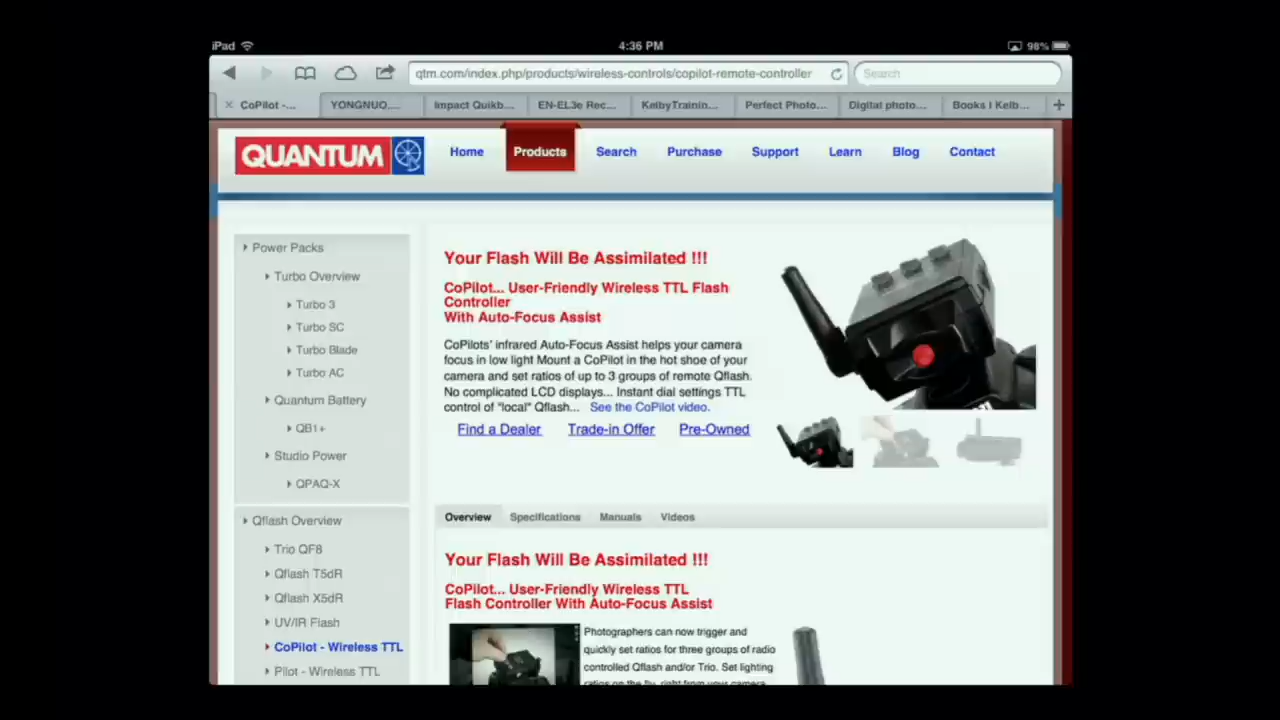 iPad
4:36 PM
98%
qtm.com/index.php/products/wireless-controls/copilot-remote-controller
Search
CoPilot -...
YONGNUO,...
Impact Quikb...
EN-EL3e Rec...
KelbyTraining...
Perfect Photo...
Digital photo...
Books I Kelb...
QUANTUM
Home
Products
Search
Purchase
Support
Learn
Blog
Contact
Power Packs
Turbo Overview
Turbo 3
Turbo SC
Turbo Blade
Turbo AC
Quantum Battery
QB1+
Studio Power
QPAQ-X
Qflash Overview
Trio QF8
Qflash T5dR
Qflash X5dR
UV/IR Flash
CoPilot - Wireless TTL
Pilot - Wireless TTL
Your Flash Will Be Assimilated !!!
CoPilot... User-Friendly Wireless TTL Flash
Controller
With Auto-Focus Assist
CoPilots' infrared Auto-Focus Assist helps your camera
focus in low light Mount a CoPilot in the hot shoe of your
camera and set ratios of up to 3 groups of remote Qflash.
No complicated LCD displays... Instant dial settings TTL
control of "local" Qflash... See the CoPilot video.
Find a Dealer
Trade-in Offer
Pre-Owned
Overview
Specifications
Manuals
Videos
Your Flash Will Be Assimilated !!!
CoPilot... User-Friendly Wireless TTL
Flash Controller With Auto-Focus Assist
Photographers can now trigger and
quickly set ratios for three groups of radio
controlled Qflash and/or Trio. Set lighting
ratios on the fly, right from your camera